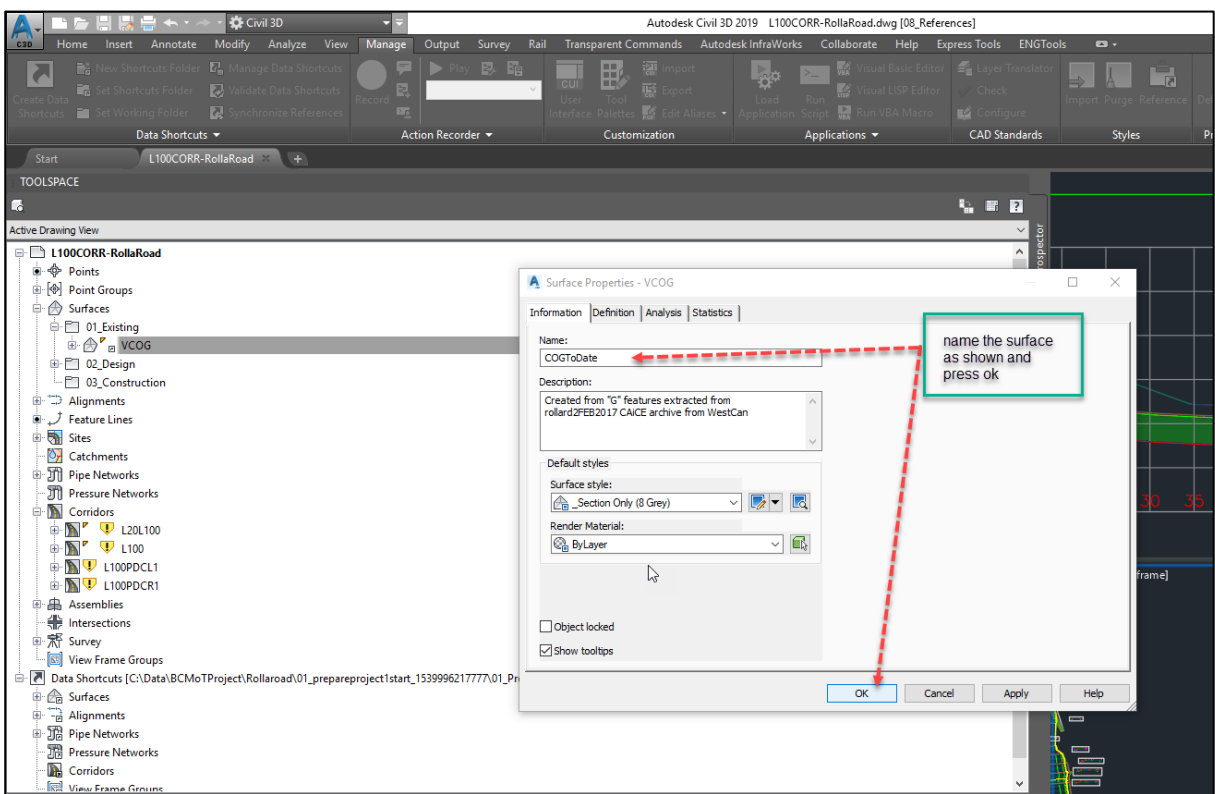 Civil 3D
Autodesk Civil 3D 2019 L100CORR-RollaRoad.dwg [08_References]
C3D
Home Insert Annotate Modify Analyze View Manage Output Survey Rail Transparent Commands Autodesk InfraWorks Collaborate Help Express Tools ENGTools
New Shortcuts Folder Manage Data Shortcuts Play Import Visual Basic Editor Layer Translator
Set Shortcuts Folder Validate Data Shortcuts CUI Export Visual LISP Editor Check
Create Data Shortcuts Set Working Folder Synchronize References Record User Interface Tool Palettes Edit Aliases Load Application Run Script Run VBA Macro Configure Import Purge Reference
Data Shortcuts Action Recorder Customization Applications CAD Standards Styles
Start L100CORR-RollaRoad
TOOLSPACE
Active Drawing View
L100CORR-RollaRoad
Points
Point Groups
Surfaces
01_Existing
VCOG
02_Design
03_Construction
Alignments
Feature Lines
Sites
Catchments
Pipe Networks
Pressure Networks
Corridors
L20L100
L100
L100PDCL1
L100PDCR1
Assemblies
Intersections
Survey
View Frame Groups
Data Shortcuts [C:\Data\BCMoTProject\Rollaroad\01_prepareproject1start_1539996217777\01_Pr
Surfaces
Alignments
Pipe Networks
Pressure Networks
Corridors
View Frame Groups
Surface Properties - VCOG
Information Definition Analysis Statistics
Name:
COGToDate
Description:
Created from "G" features extracted from
rollard2FEB2017 CAiCE archive from WestCan
Default styles
Surface style:
_Section Only (8 Grey)
Render Material:
ByLayer
Object locked
Show tooltips
OK Cancel Apply Help
name the surface
as shown and
press ok
30 35
frame]